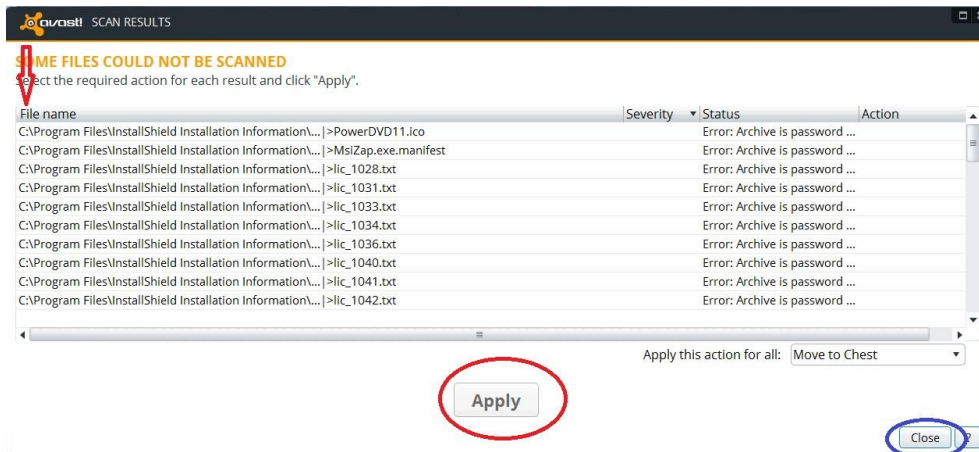 avast! SCAN RESULTS
SOME FILES COULD NOT BE SCANNED
Select the required action for each result and click "Apply".
File name Severity Status Action
C:\Program Files\InstallShield Installation Information\...|>PowerDVD11.ico Error: Archive is password ...
C:\Program Files\InstallShield Installation Information\...|>MsiZap.exe.manifest Error: Archive is password ...
C:\Program Files\InstallShield Installation Information\...|>lic_1028.txt Error: Archive is password ...
C:\Program Files\InstallShield Installation Information\...|>lic_1031.txt Error: Archive is password ...
C:\Program Files\InstallShield Installation Information\...|>lic_1033.txt Error: Archive is password ...
C:\Program Files\InstallShield Installation Information\...|>lic_1034.txt Error: Archive is password ...
C:\Program Files\InstallShield Installation Information\...|>lic_1036.txt Error: Archive is password ...
C:\Program Files\InstallShield Installation Information\...|>lic_1040.txt Error: Archive is password ...
C:\Program Files\InstallShield Installation Information\...|>lic_1041.txt Error: Archive is password ...
C:\Program Files\InstallShield Installation Information\...|>lic_1042.txt Error: Archive is password ...
Apply this action for all: Move to Chest
Apply
Close ?